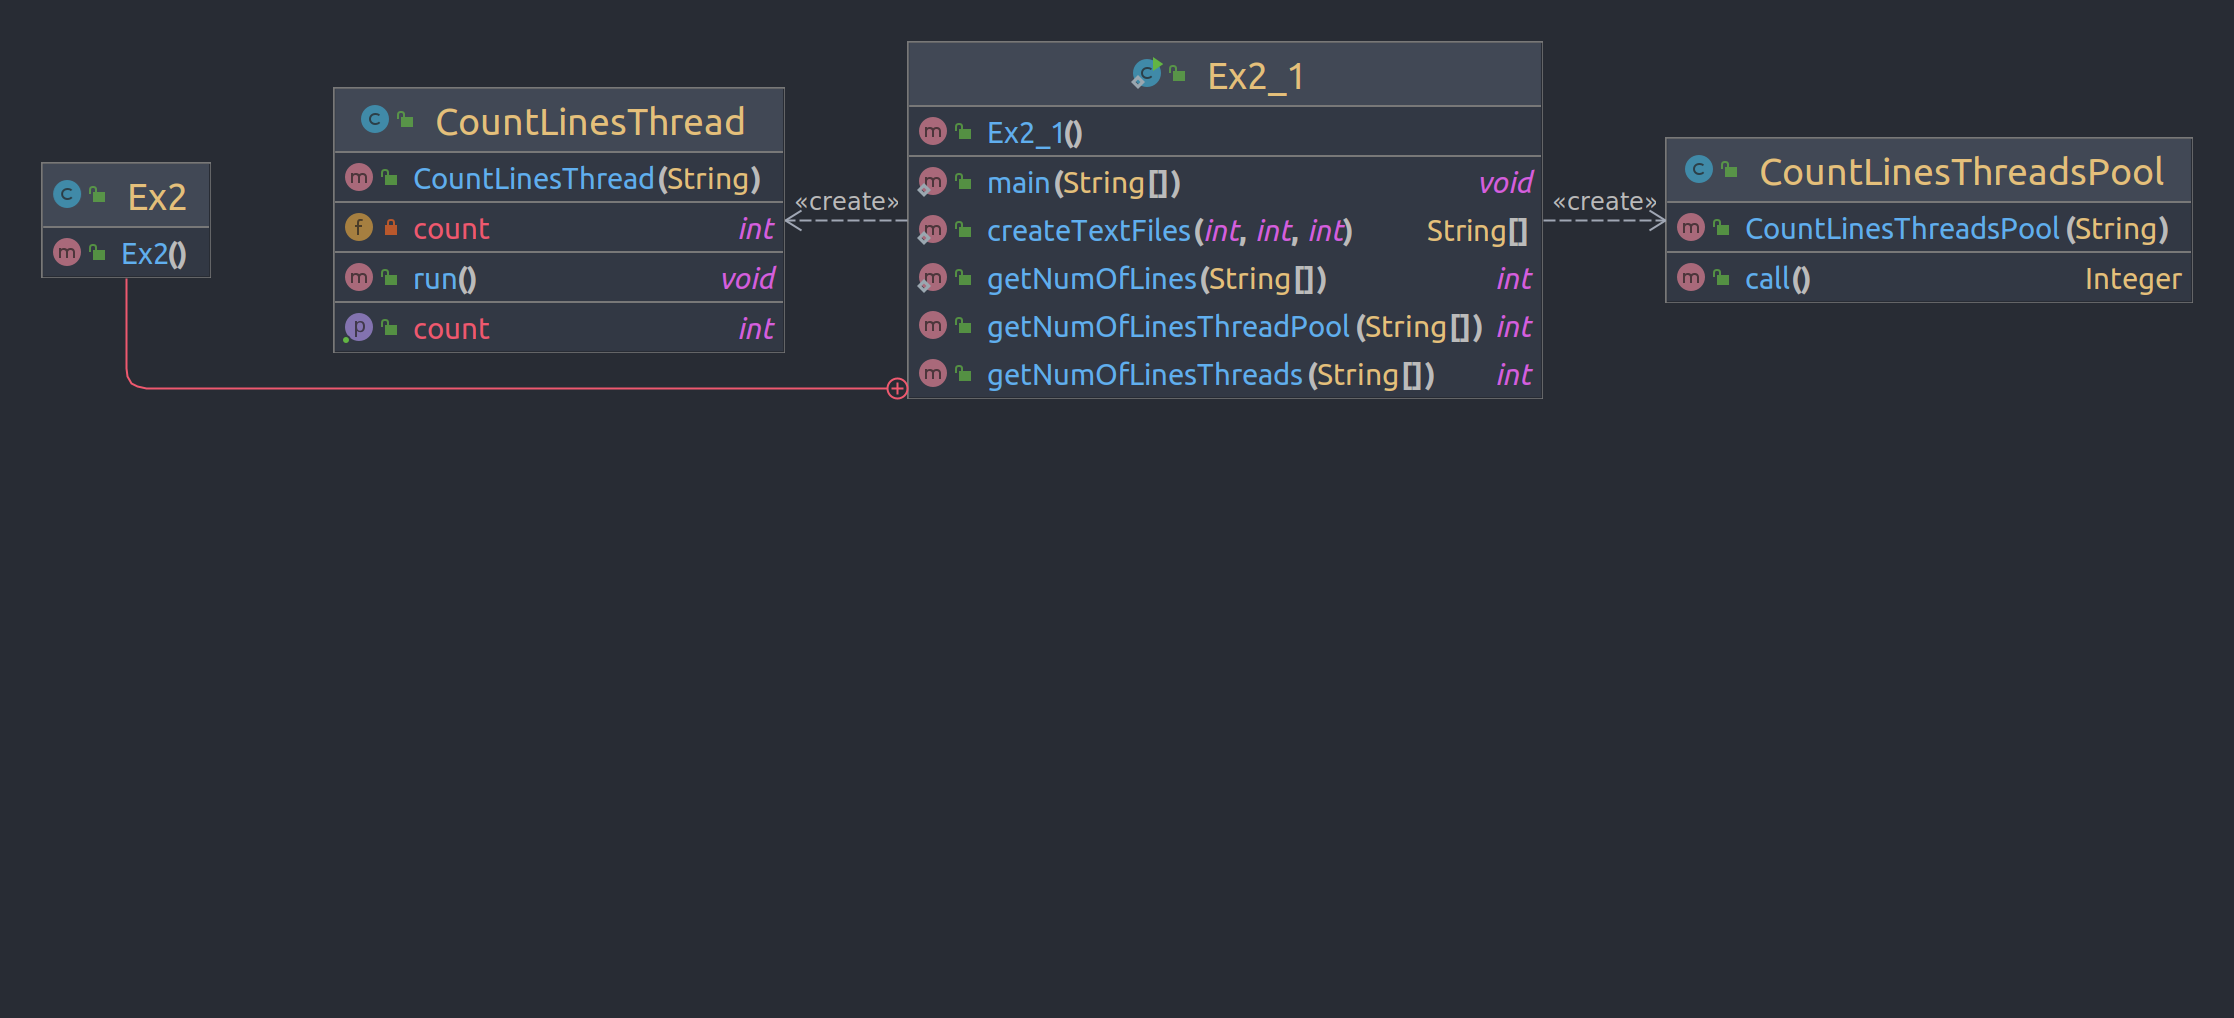 Ex2
Ex2()
CountLinesThread
CountLinesThread(String)
count int
run() void
count int
«create»
Ex2_1
Ex2_1()
main(String[]) void
createTextFiles(int, int, int) String[]
getNumOfLines(String[]) int
getNumOfLinesThreadPool(String[]) int
getNumOfLinesThreads(String[]) int
«create»
CountLinesThreadsPool
CountLinesThreadsPool(String)
call() Integer